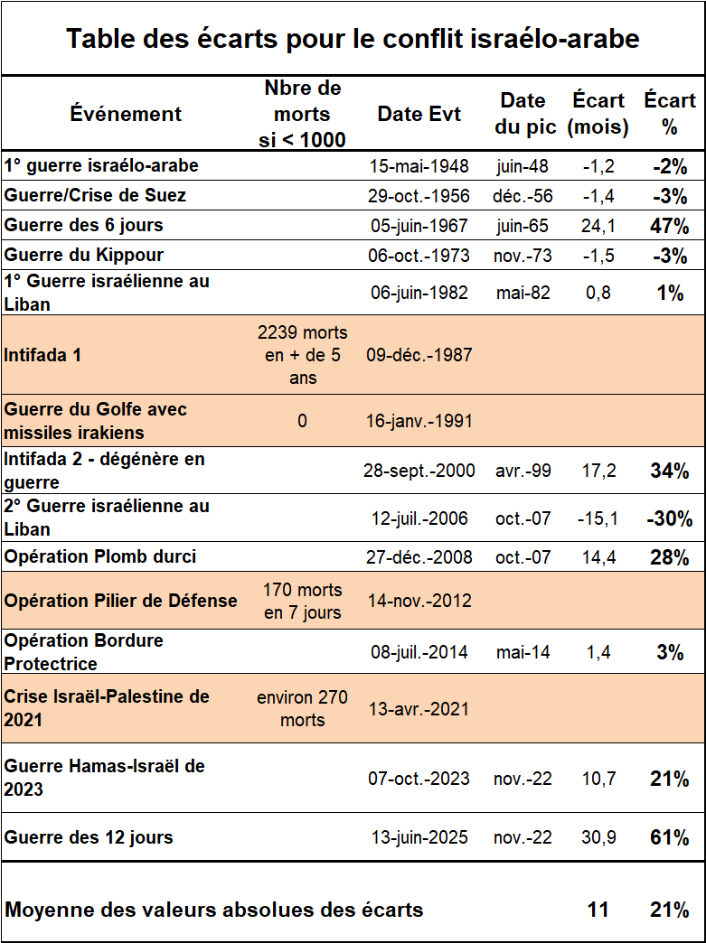 Table des écarts pour le conflit israélo-arabe
Événement Nbre de morts si < 1000 Date Evt Date du pic Écart (mois) Écart %
1° guerre israélo-arabe 15-mai-1948 juin-48 -1,2 -2%
Guerre/Crise de Suez 29-oct.-1956 déc.-56 -1,4 -3%
Guerre des 6 jours 05-juin-1967 juin-65 24,1 47%
Guerre du Kippour 06-oct.-1973 nov.-73 -1,5 -3%
1° Guerre israélienne au Liban 06-juin-1982 mai-82 0,8 1%
Intifada 1 2239 morts en + de 5 ans 09-déc.-1987
Guerre du Golfe avec missiles irakiens 0 16-janv.-1991
Intifada 2 - dégénère en guerre 28-sept.-2000 avr.-99 17,2 34%
2° Guerre israélienne au Liban 12-juil.-2006 oct.-07 -15,1 -30%
Opération Plomb durci 27-déc.-2008 oct.-07 14,4 28%
Opération Pilier de Défense 170 morts en 7 jours 14-nov.-2012
Opération Bordure Protectrice 08-juil.-2014 mai-14 1,4 3%
Crise Israël-Palestine de 2021 environ 270 morts 13-avr.-2021
Guerre Hamas-Israël de 2023 07-oct.-2023 nov.-22 10,7 21%
Guerre des 12 jours 13-juin-2025 nov.-22 30,9 61%
Moyenne des valeurs absolues des écarts 11 21%